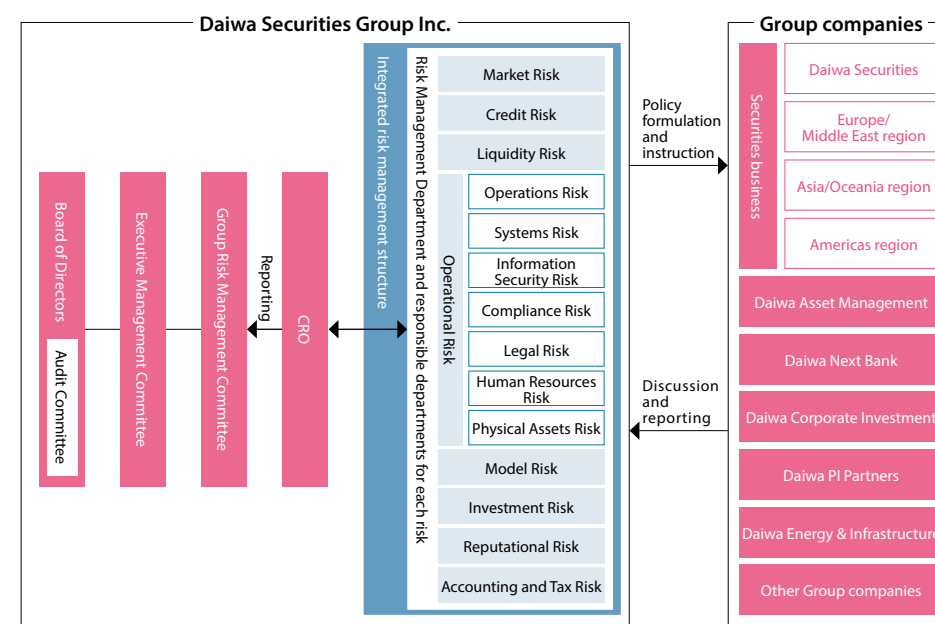 Daiwa Securities Group Inc.
Board of Directors
Audit Committee
Executive Management Committee
Group Risk Management Committee
Reporting
CRO
Integrated risk management structure
Risk Management Department and responsible departments for each risk
Market Risk
Credit Risk
Liquidity Risk
Operational Risk
Operations Risk
Systems Risk
Information
Security Risk
Compliance Risk
Legal Risk
Human Resources
Risk
Physical Assets Risk
Model Risk
Investment Risk
Reputational Risk
Accounting and Tax Risk
Policy
formulation
and
instruction
Discussion
and
reporting
Group companies
Securities business
Daiwa Securities
Europe/
Middle East region
Asia/Oceania region
Americas region
Daiwa Asset Management
Daiwa Next Bank
Daiwa Corporate Investment
Daiwa PI Partners
Daiwa Energy & Infrastructure
Other Group companies